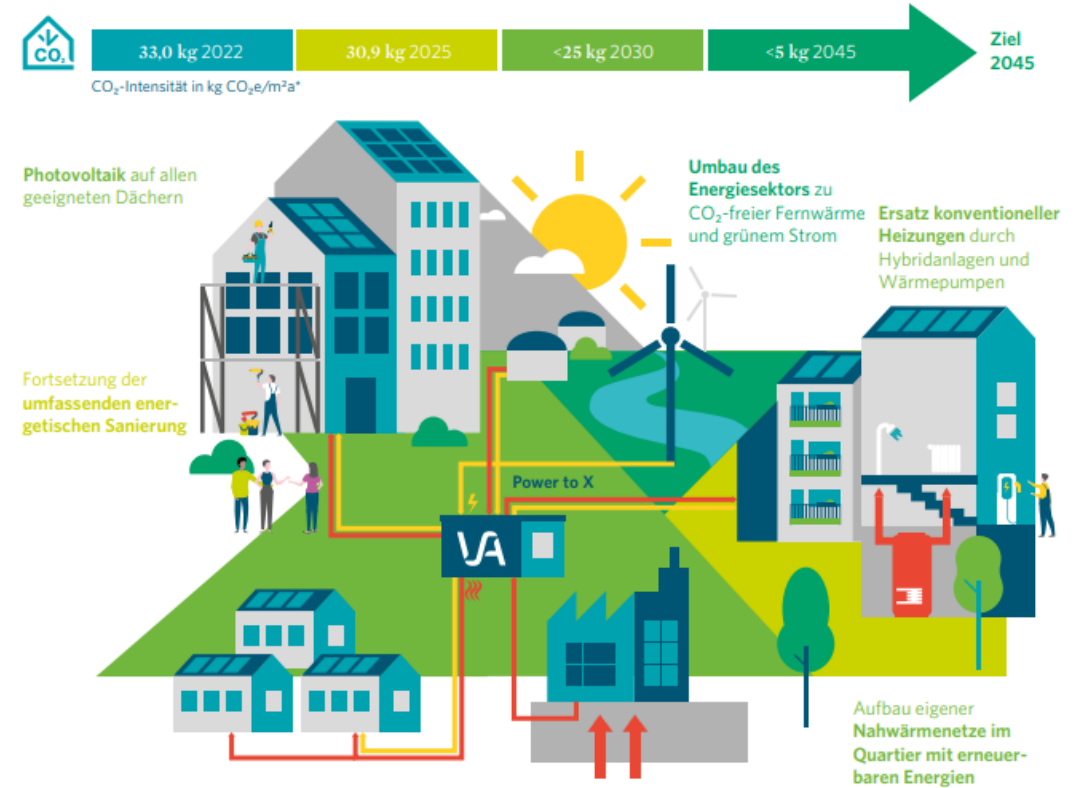 CO₂
33,0 kg 2022
30,9 kg 2025
<25 kg 2030
<5 kg 2045
Ziel
2045
CO₂-Intensität in kg CO₂e/m²a*
Photovoltaik auf allen
geeigneten Dächern
Umbau des
Energiesektors zu
CO₂-freier Fernwärme
und grünem Strom
Ersatz konventioneller
Heizungen durch
Hybridanlagen und
Wärmepumpen
Fortsetzung der
umfassenden ener-
getischen Sanierung
Power to X
VA
Aufbau eigener
Nahwärmenetze im
Quartier mit erneuer-
baren Energien